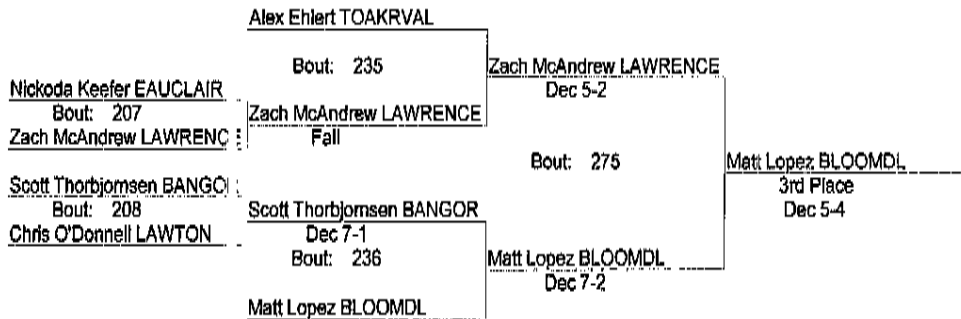 Alex Ehlert TOAKRVAL
Bout: 235
Zach McAndrew LAWRENCE
Dec 5-2
Nickoda Keefer EAUCLAIR
Bout: 207
Zach McAndrew LAWRENCE
Fall
Zach McAndrew LAWRENC
Bout: 275
Matt Lopez BLOOMDL
3rd Place
Dec 5-4
Scott Thorbjornsen BANGO
Bout: 208
Scott Thorbjornsen BANGOR
Dec 7-1
Chris O'Donnell LAWTON
Bout: 236
Matt Lopez BLOOMDL
Dec 7-2
Matt Lopez BLOOMDL